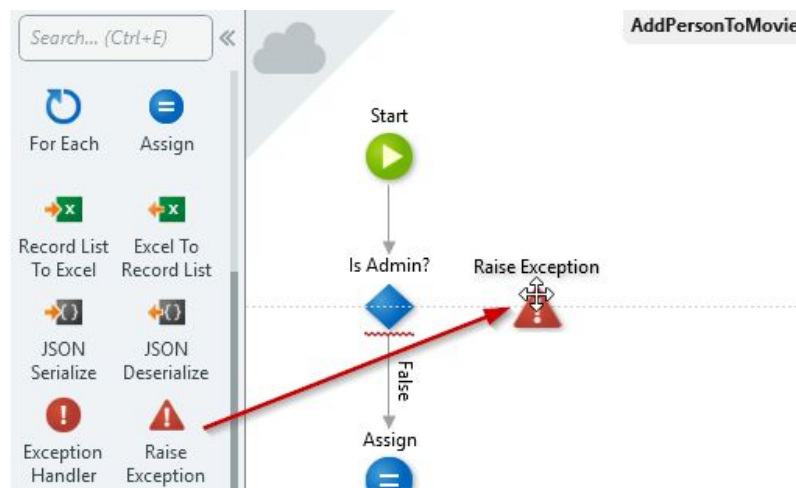 Search... (Ctrl+E)
AddPersonToMovie
For Each
Assign
Record List
To Excel
Excel To
Record List
JSON
Serialize
JSON
Deserialize
Exception
Handler
Raise
Exception
Start
Is Admin?
Raise Exception
False
Assign